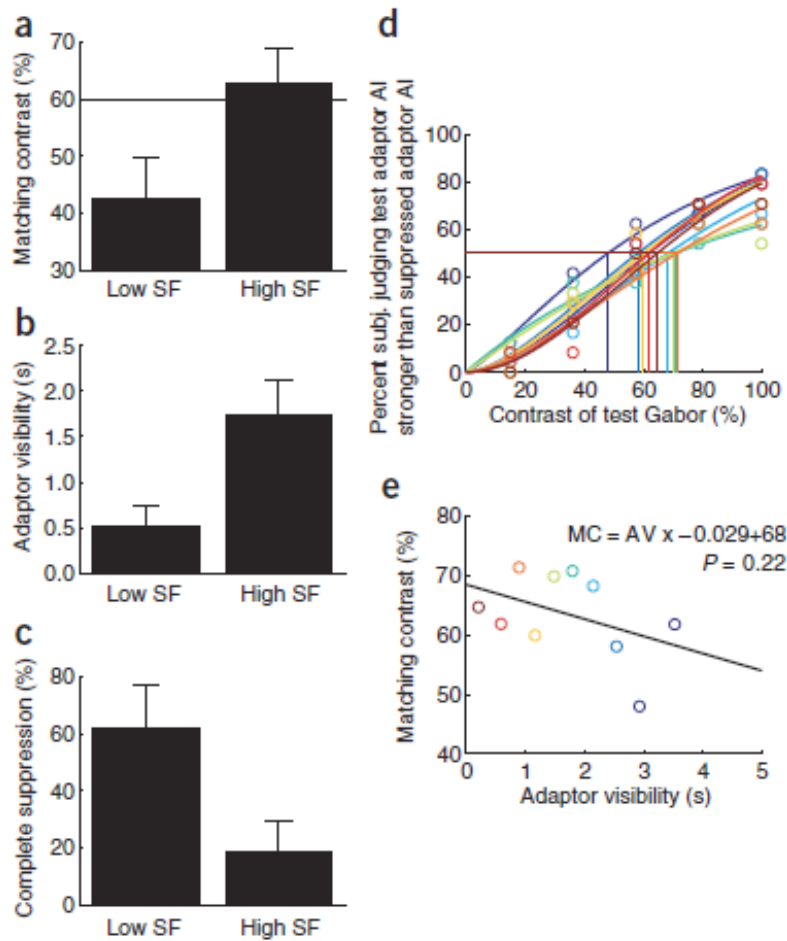 a
Matching contrast (%)
70
60
50
40
30
Low SF
High SF
b
Adaptor visibility (s)
2.5
2.0
1.5
1.0
0.5
0.0
Low SF
High SF
c
Complete suppression (%)
80
60
40
20
0
Low SF
High SF
d
Percent subj. judging test adaptor AI
stronger than suppressed adaptor AI
100
80
60
40
20
0
0 20 40 60 80 100
Contrast of test Gabor (%)
e
Matching contrast (%)
80
70
60
50
40
MC = AV x −0.029+68
P = 0.22
0 1 2 3 4 5
Adaptor visibility (s)